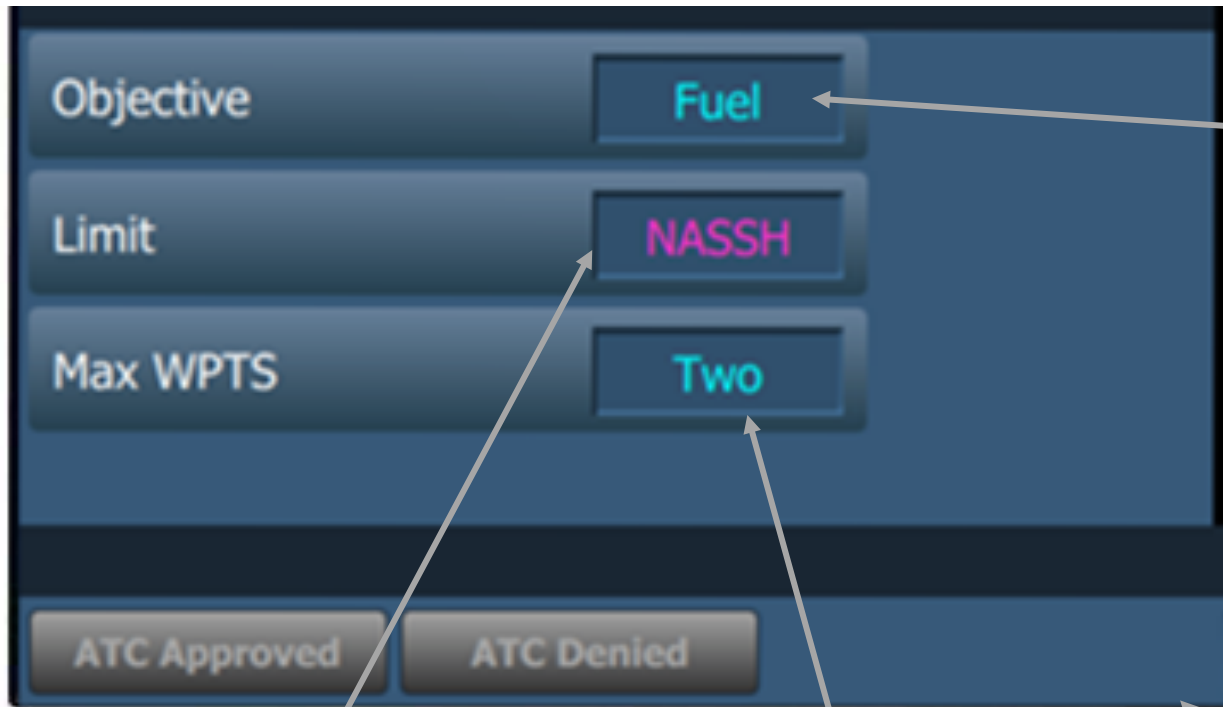 Objective Fuel
Limit NASSH
Max WPTS Two
ATC Approved ATC Denied